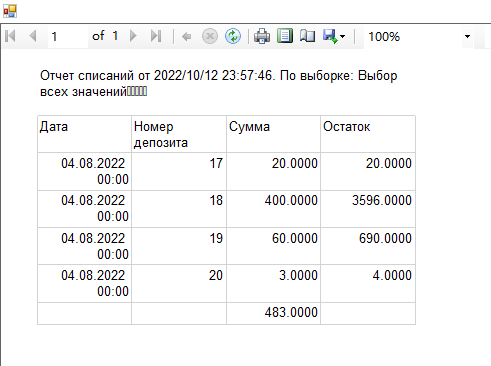 1 of 1 100%
Отчет списаний от 2022/10/12 23:57:46. По выборке: Выбор
всех значений
Дата Номер депозита Сумма Остаток
04.08.2022 00:00 17 20.0000 20.0000
04.08.2022 00:00 18 400.0000 3596.0000
04.08.2022 00:00 19 60.0000 690.0000
04.08.2022 00:00 20 3.0000 4.0000
483.0000